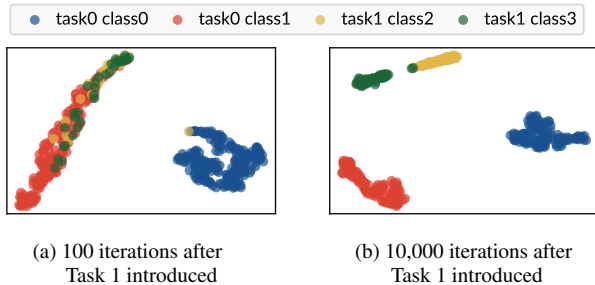 task0 class0 task0 class1 task1 class2 task1 class3
(a) 100 iterations after
Task 1 introduced
(b) 10,000 iterations after
Task 1 introduced